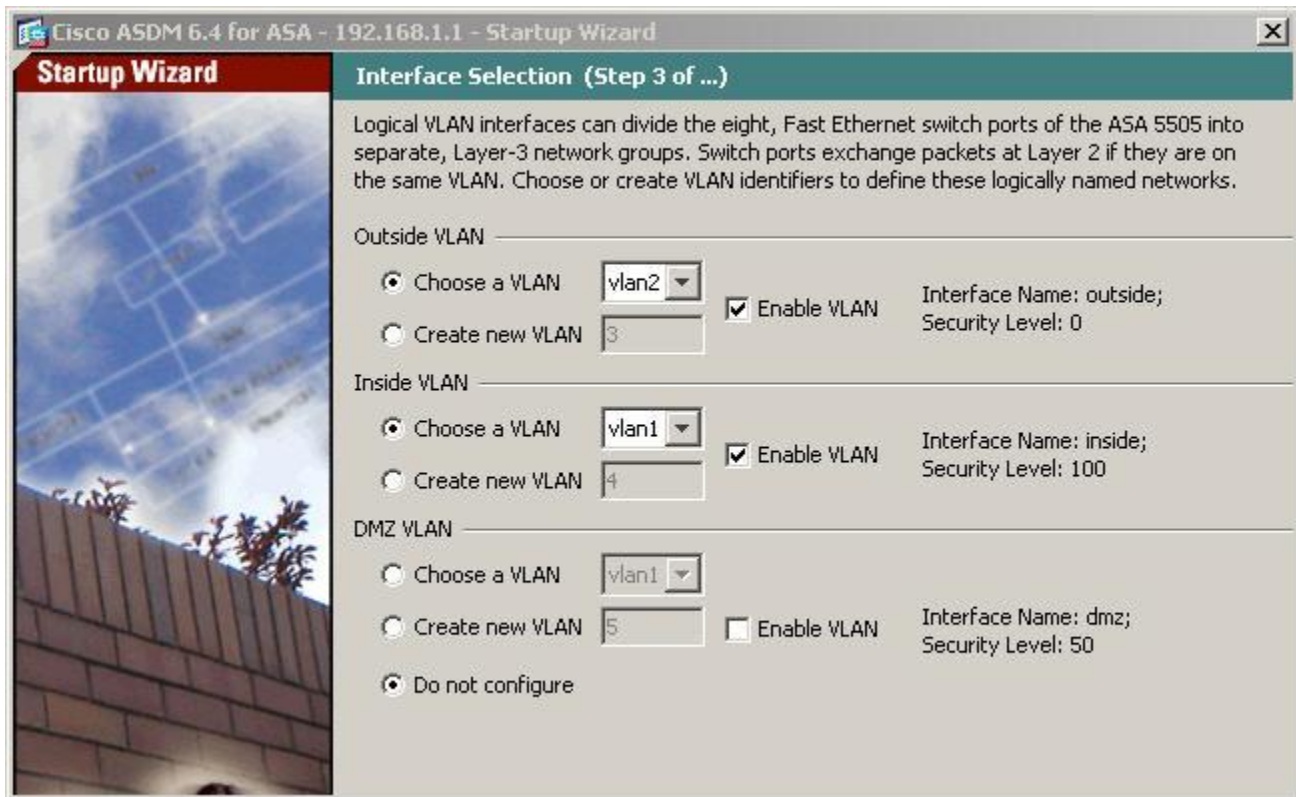 Cisco ASDM 6.4 for ASA - 192.168.1.1 - Startup Wizard
Startup Wizard
Interface Selection (Step 3 of ...)
Logical VLAN interfaces can divide the eight, Fast Ethernet switch ports of the ASA 5505 into
separate, Layer-3 network groups. Switch ports exchange packets at Layer 2 if they are on
the same VLAN. Choose or create VLAN identifiers to define these logically named networks.
Outside VLAN
Choose a VLAN vlan2
Create new VLAN 3
Enable VLAN
Interface Name: outside;
Security Level: 0
Inside VLAN
Choose a VLAN vlan1
Create new VLAN 4
Enable VLAN
Interface Name: inside;
Security Level: 100
DMZ VLAN
Choose a VLAN vlan1
Create new VLAN 5
Enable VLAN
Interface Name: dmz;
Security Level: 50
Do not configure